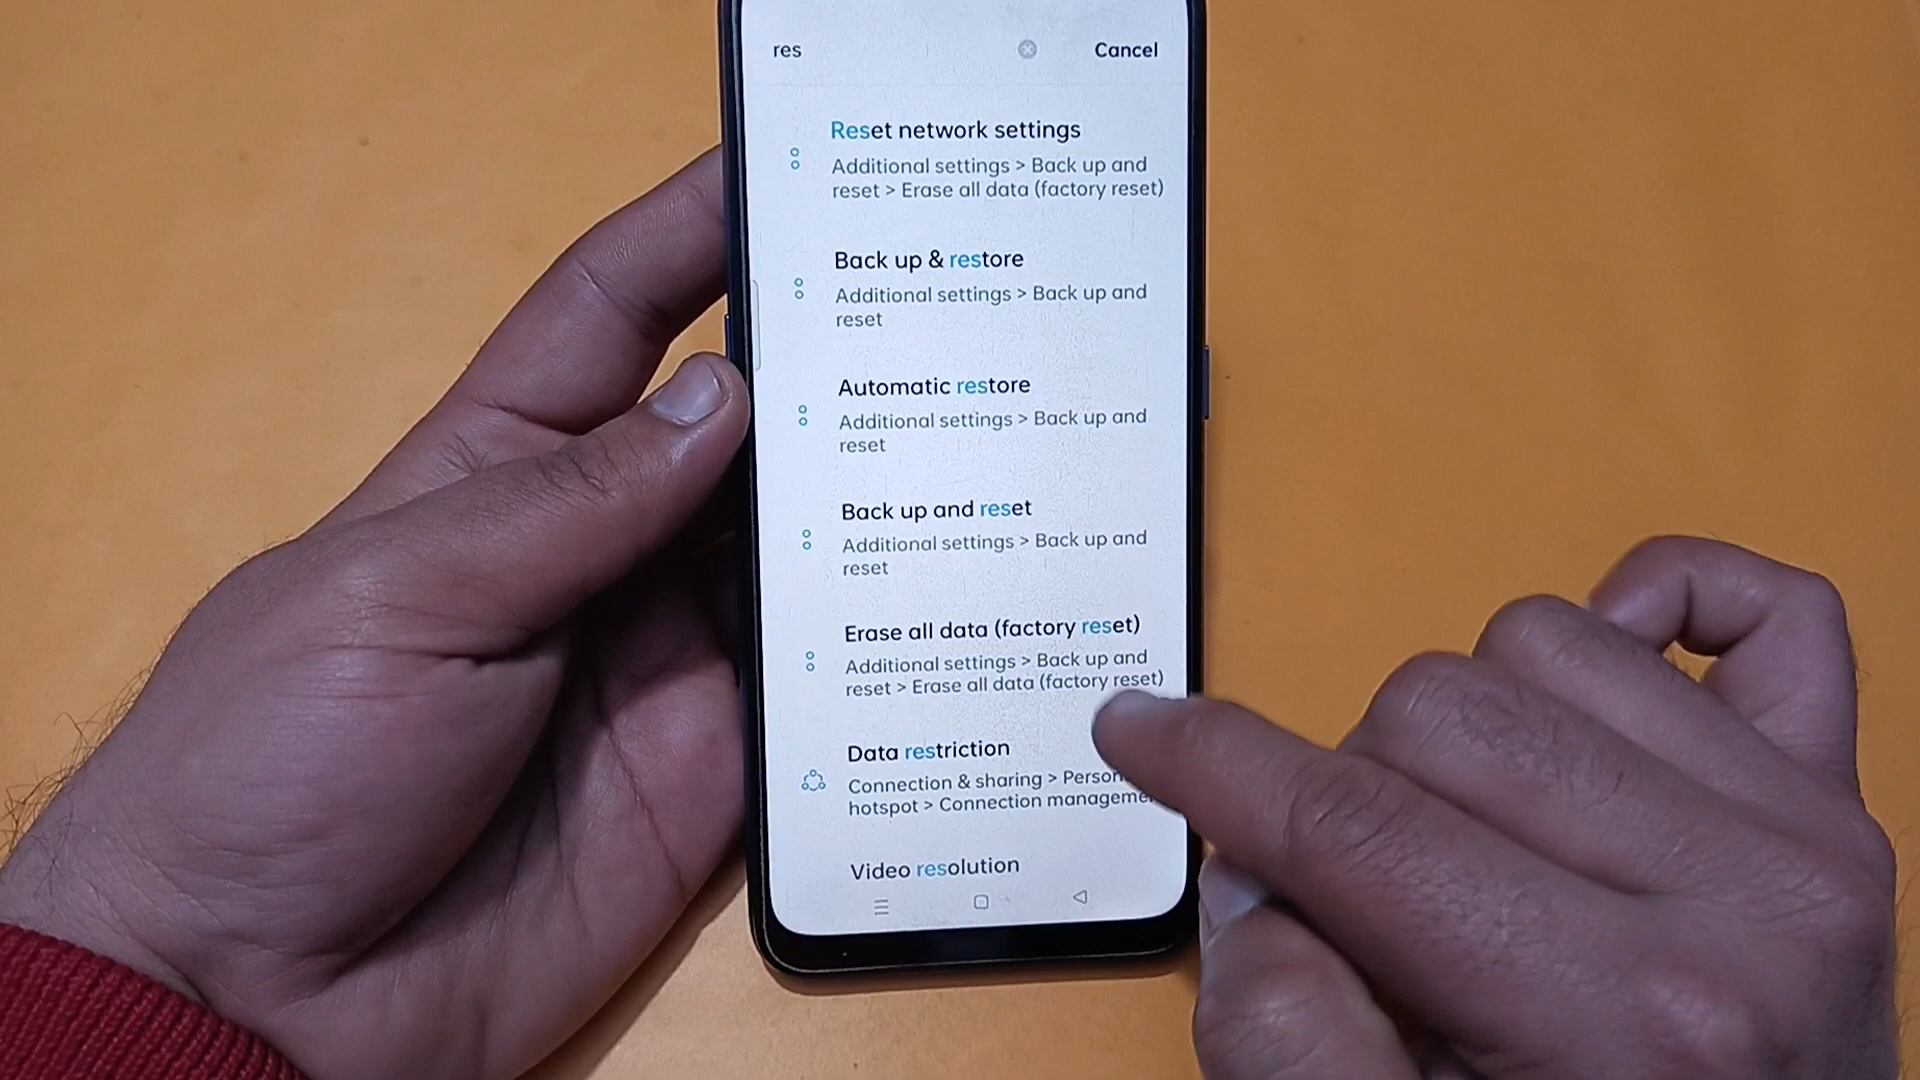 res Cancel
Reset network settings
Additional settings > Back up and
reset > Erase all data (factory reset)
Back up & restore
Additional settings > Back up and
reset
Automatic restore
Additional settings > Back up and
reset
Back up and reset
Additional settings > Back up and
reset
Erase all data (factory reset)
Additional settings > Back up and
reset > Erase all data (factory reset)
Data restriction
Connection & sharing >
hotspot > Connection
Video resolution